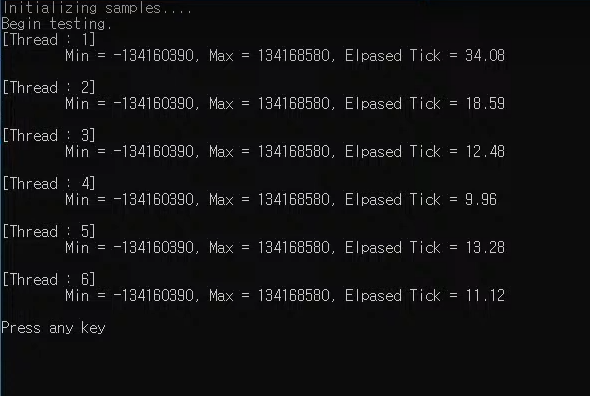 Initializing samples....
Begin testing.
[Thread : 1]
Min = -134160390, Max = 134168580, Elpased Tick = 34.08
[Thread : 2]
Min = -134160390, Max = 134168580, Elpased Tick = 18.59
[Thread : 3]
Min = -134160390, Max = 134168580, Elpased Tick = 12.48
[Thread : 4]
Min = -134160390, Max = 134168580, Elpased Tick = 9.96
[Thread : 5]
Min = -134160390, Max = 134168580, Elpased Tick = 13.28
[Thread : 6]
Min = -134160390, Max = 134168580, Elpased Tick = 11.12
Press any key